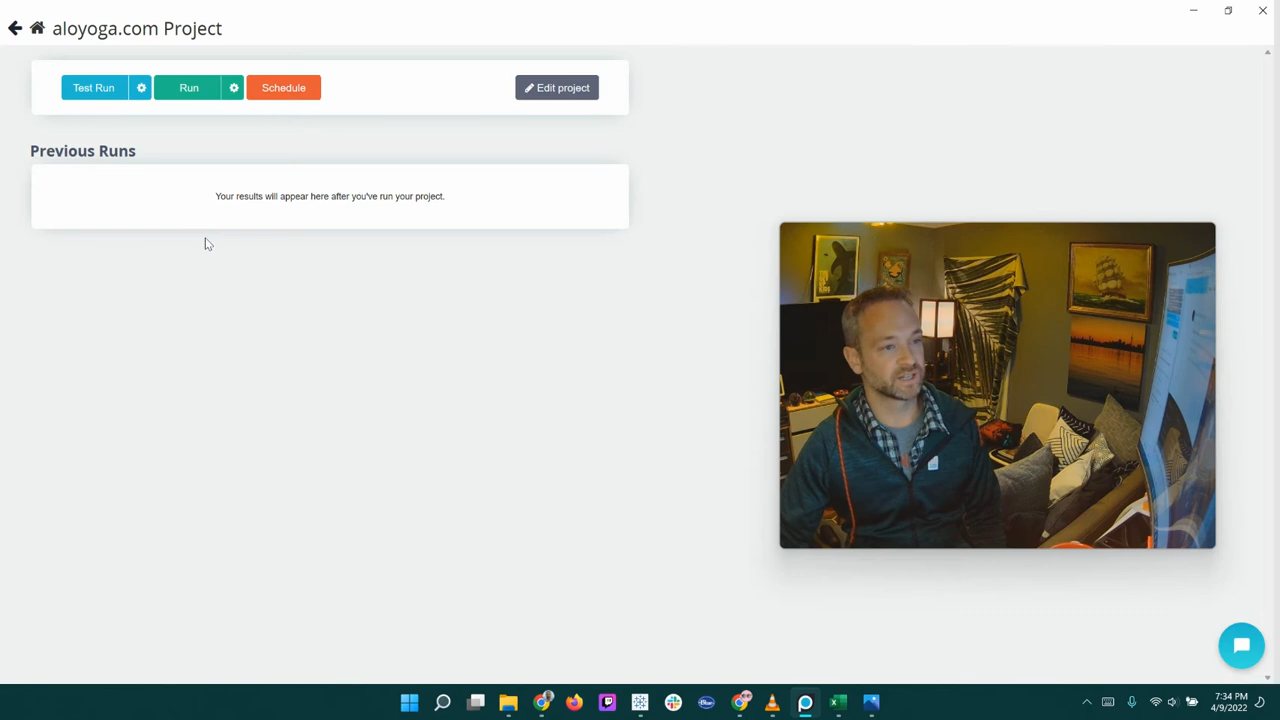 aloyoga.com Project
Test Run
Run
Schedule
Edit project
Previous Runs
Your results will appear here after you've run your project.
7:34 PM
4/9/2022